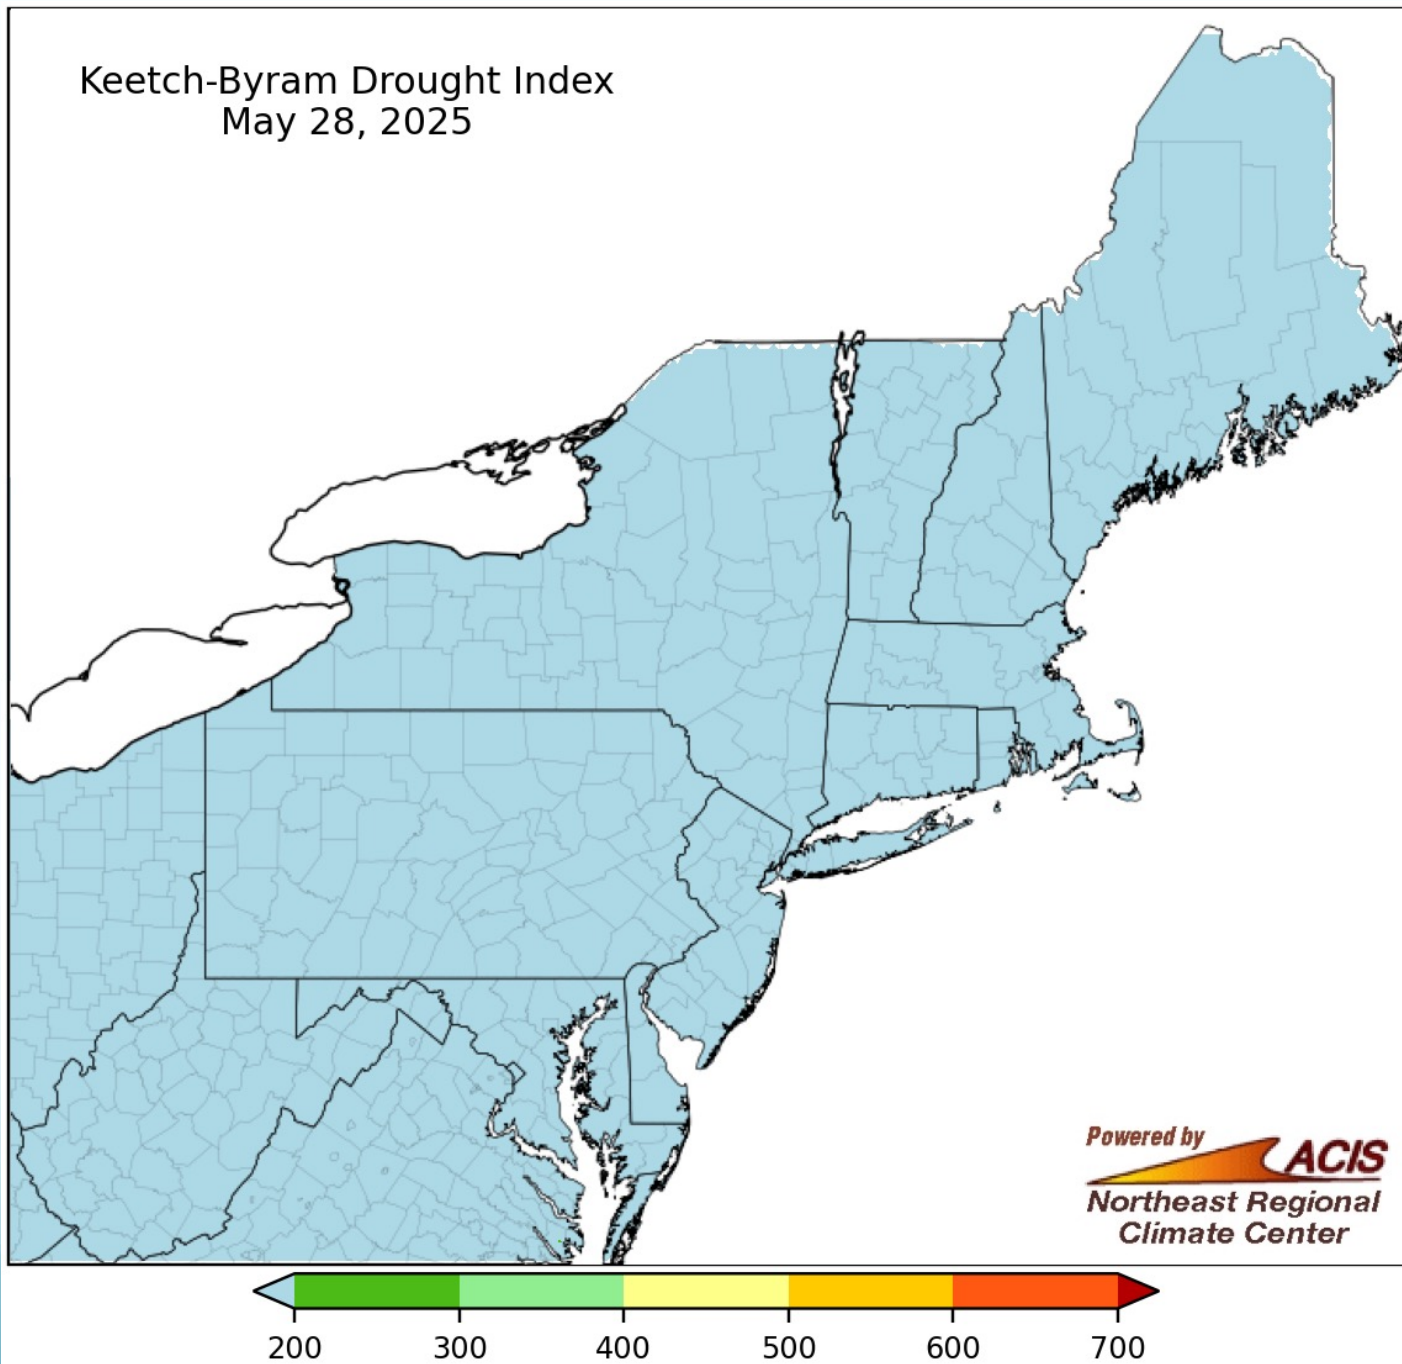 Keetch-Byram Drought Index
May 28, 2025
Powered by
ACIS
Northeast Regional
Climate Center
200 300 400 500 600 700